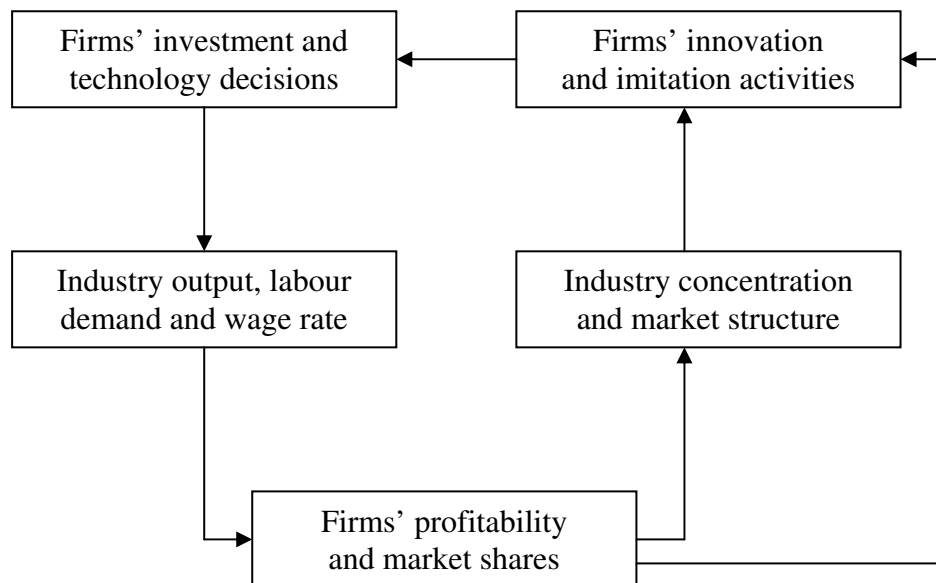 Firms’ investment and
technology decisions
Firms’ innovation
and imitation activities
Industry output, labour
demand and wage rate
Industry concentration
and market structure
Firms’ profitability
and market shares